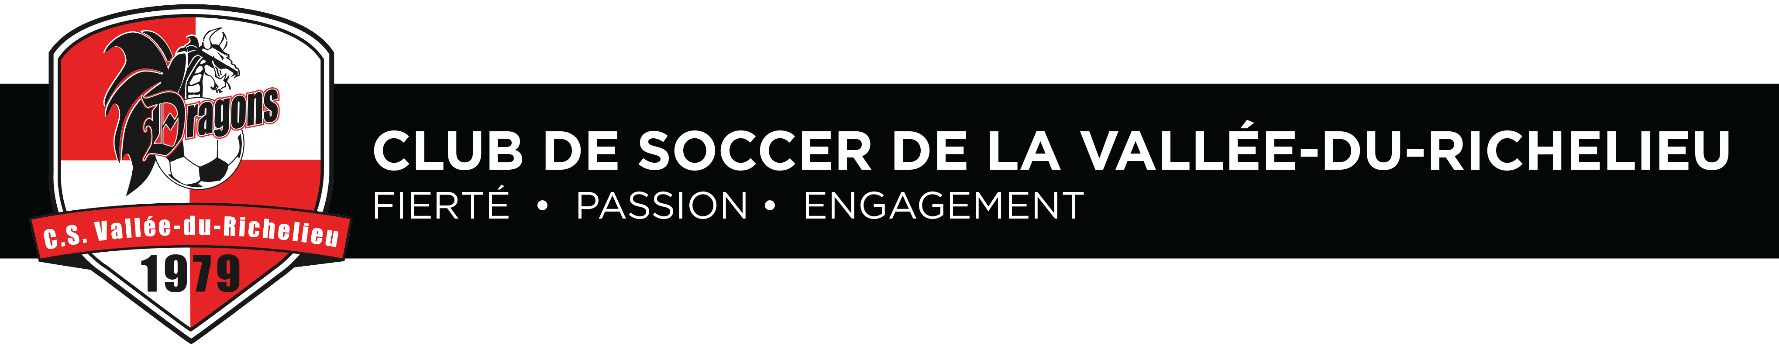 Dragons
C.S. Vallée-du-Richelieu
1979
CLUB DE SOCCER DE LA VALLÉE-DU-RICHELIEU
FIERTÉ • PASSION • ENGAGEMENT